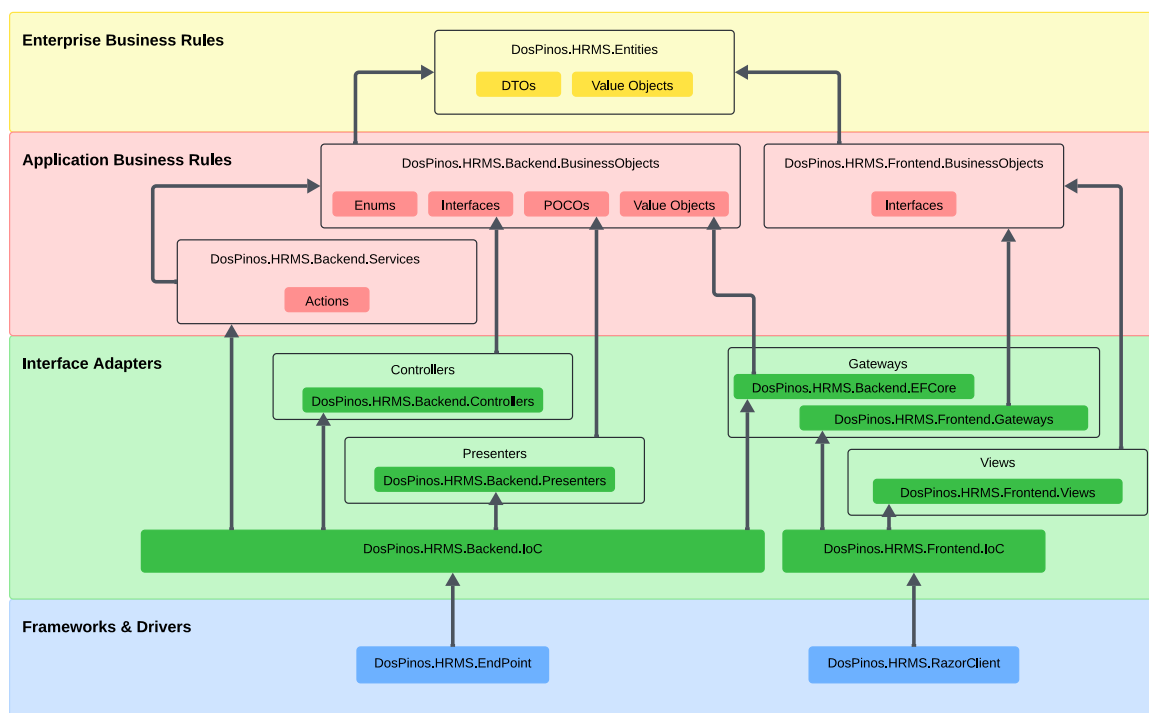 Enterprise Business Rules
DosPinos.HRMS.Entities
DTOs
Value Objects
Application Business Rules
DosPinos.HRMS.Backend.BusinessObjects
Enums
Interfaces
POCOs
Value Objects
DosPinos.HRMS.Frontend.BusinessObjects
Interfaces
DosPinos.HRMS.Backend.Services
Actions
Interface Adapters
Controllers
DosPinos.HRMS.Backend.Controllers
Gateways
DosPinos.HRMS.Backend.EFCore
DosPinos.HRMS.Frontend.Gateways
Presenters
DosPinos.HRMS.Backend.Presenters
Views
DosPinos.HRMS.Frontend.Views
DosPinos.HRMS.Backend.IoC
DosPinos.HRMS.Frontend.IoC
Frameworks & Drivers
DosPinos.HRMS.EndPoint
DosPinos.HRMS.RazorClient